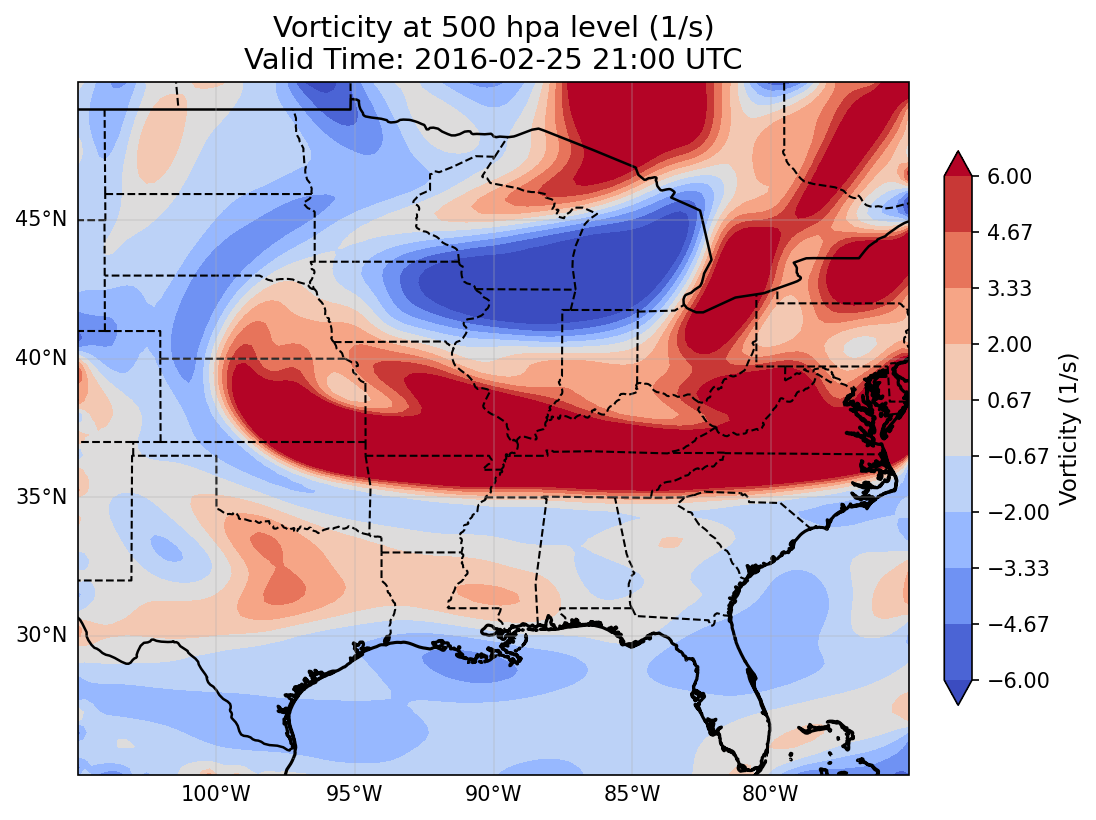 Vorticity at 500 hpa level (1/s)
Valid Time: 2016-02-25 21:00 UTC
45°N
40°N
35°N
30°N
100°W
95°W
90°W
85°W
80°W
6.00
4.67
3.33
2.00
0.67
−0.67
−2.00
−3.33
−4.67
−6.00
Vorticity (1/s)